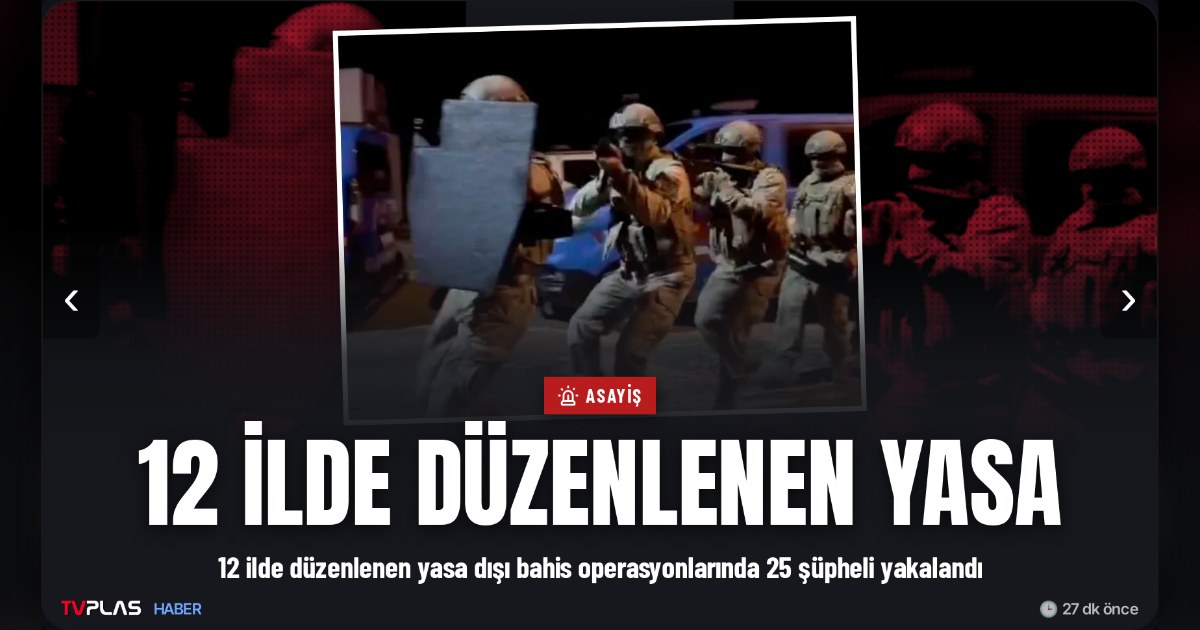 ASAYİŞ
12 İLDE DÜZENLENEN YASA
12 ilde düzenlenen yasa dışı bahis operasyonlarında 25 şüpheli yakalandı
TVPLAS HABER
27 dk önce